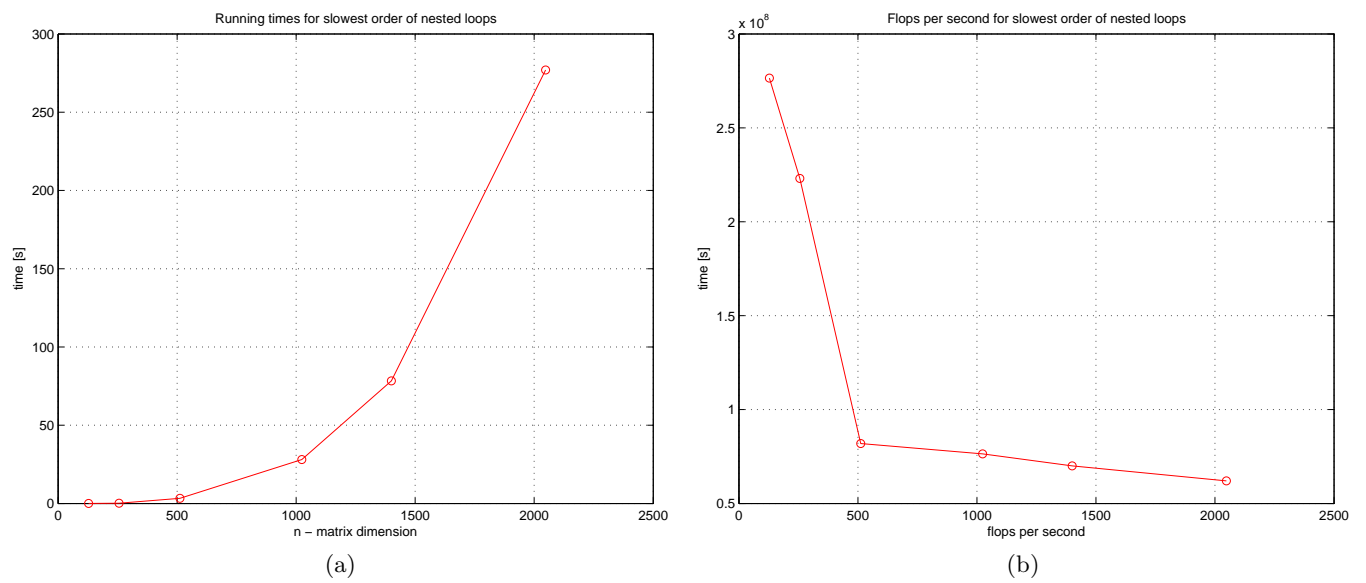 Running times for slowest order of nested loops
300
250
200
150
100
50
0
0 500 1000 1500 2000 2500
time [s]
n − matrix dimension
(a)
Flops per second for slowest order of nested loops
x 10^8
3
2.5
2
1.5
1
0.5
0 500 1000 1500 2000 2500
time [s]
flops per second
(b)